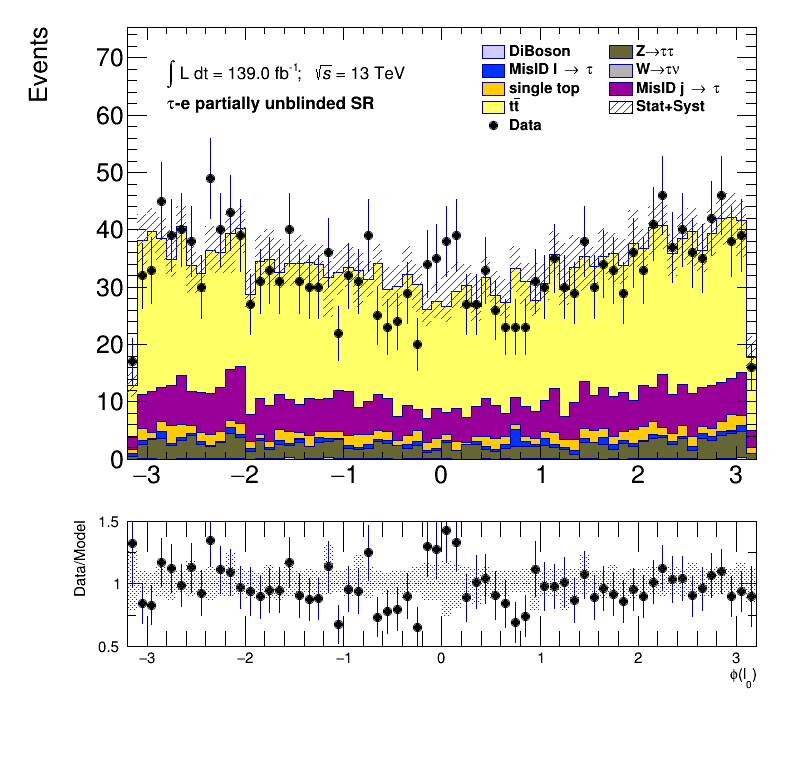 Events
70
60
50
40
30
20
10
0
∫ L dt = 139.0 fb⁻¹; √s = 13 TeV
τ-e partially unblinded SR
DiBoson
MisID l → τ
single top
tt̄
Data
Z→ττ
W→τν
MisID j → τ
Stat+Syst
−3 −2 −1 0 1 2 3
Data/Model
1.5
1
0.5
−3 −2 −1 0 1 2 3
ϕ(l₀)